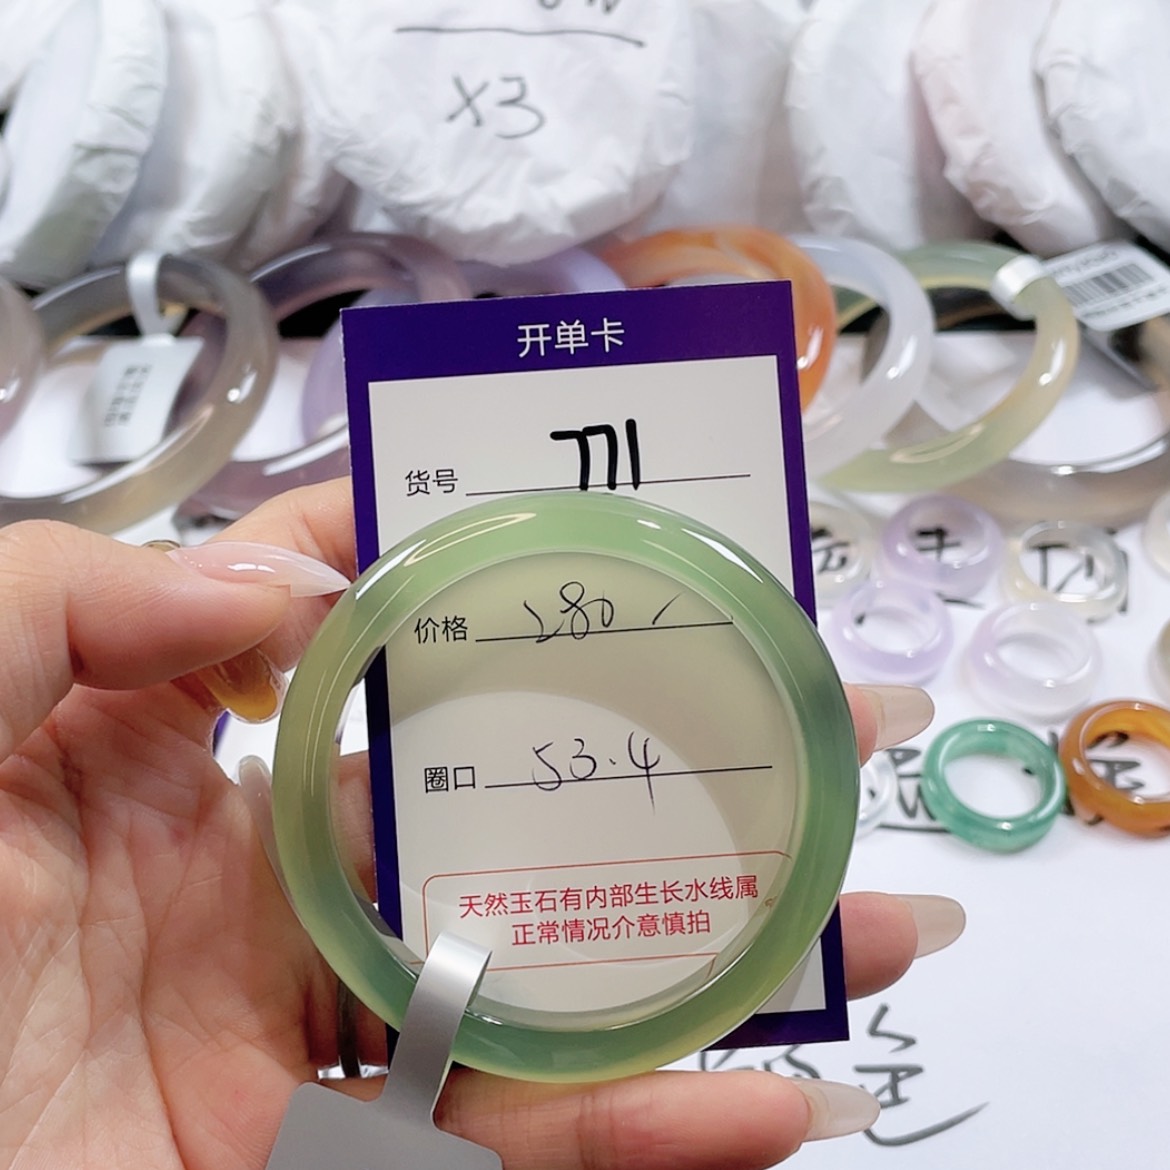 X3
开单卡
货号 771
价格 280
圈口 53.4
天然玉石有内部生长水线属
正常情况介意慎拍
色